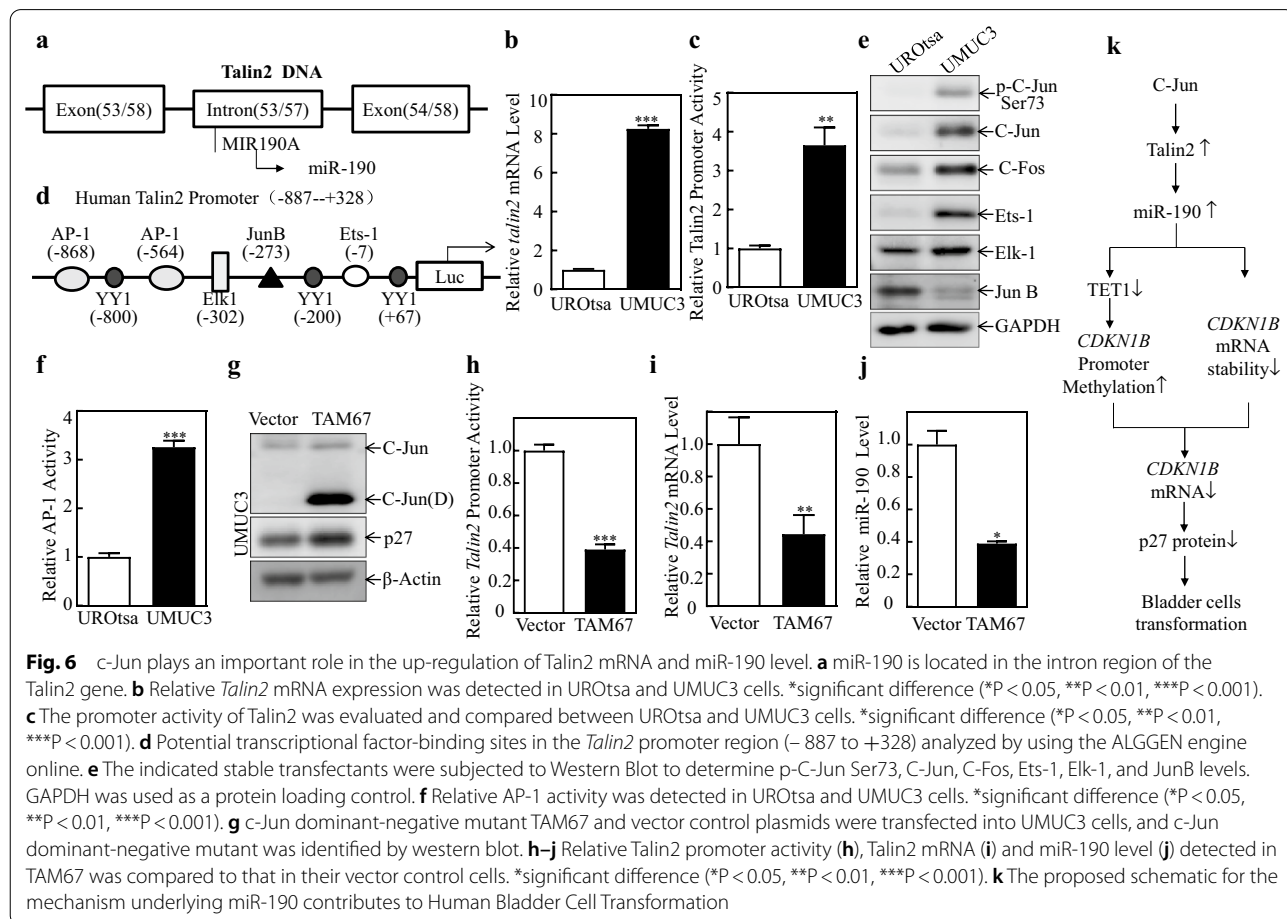 a
Talin2 DNA
Exon(53/58)
Intron(53/57)
Exon(54/58)
MIR190A
miR-190
b
Relative talin2 mRNA Level
10
8
6
4
2
0
***
UROtsa UMUC3
c
Relative Talin2 Promoter Activity
5
4
3
2
1
0
**
UROtsa UMUC3
d
Human Talin2 Promoter (-887--+328)
AP-1
(-868)
AP-1
(-564)
JunB
(-273)
Ets-1
(-7)
Luc
YY1
(-800)
Elk1
(-302)
YY1
(-200)
YY1
(+67)
e
UROtsa
UMUC3
p-C-Jun
Ser73
C-Jun
C-Fos
Ets-1
Elk-1
Jun B
GAPDH
f
Relative AP-1 Activity
4
3
2
1
0
***
UROtsa UMUC3
g
Vector TAM67
UMUC3
C-Jun
C-Jun(D)
p27
β-Actin
h
Relative Talin2 Promoter Activity
1.0
0.8
0.6
0.4
0.2
0
***
Vector TAM67
i
Relative Talin2 mRNA Level
1.2
1.0
0.8
0.6
0.4
0.2
0
**
Vector TAM67
j
Relative miR-190 Level
1.2
1.0
0.8
0.6
0.4
0.2
0
*
Vector TAM67
k
C-Jun
Talin2 ↑
miR-190 ↑
TET1↓
CDKN1B
Promoter
Methylation↑
CDKN1B
mRNA
stability↓
CDKN1B
mRNA↓
p27 protein↓
Bladder cells
transformation
Fig. 6 c-Jun plays an important role in the up-regulation of Talin2 mRNA and miR-190 level. a miR-190 is located in the intron region of the
Talin2 gene. b Relative Talin2 mRNA expression was detected in UROtsa and UMUC3 cells. *significant difference (*P < 0.05, **P < 0.01, ***P < 0.001).
c The promoter activity of Talin2 was evaluated and compared between UROtsa and UMUC3 cells. *significant difference (*P < 0.05, **P < 0.01,
***P < 0.001). d Potential transcriptional factor-binding sites in the Talin2 promoter region (− 887 to +328) analyzed by using the ALGGEN engine
online. e The indicated stable transfectants were subjected to Western Blot to determine p-C-Jun Ser73, C-Jun, C-Fos, Ets-1, Elk-1, and JunB levels.
GAPDH was used as a protein loading control. f Relative AP-1 activity was detected in UROtsa and UMUC3 cells. *significant difference (*P < 0.05,
**P < 0.01, ***P < 0.001). g c-Jun dominant-negative mutant TAM67 and vector control plasmids were transfected into UMUC3 cells, and c-Jun
dominant-negative mutant was identified by western blot. h–j Relative Talin2 promoter activity (h), Talin2 mRNA (i) and miR-190 level (j) detected in
TAM67 was compared to that in their vector control cells. *significant difference (*P < 0.05, **P < 0.01, ***P < 0.001). k The proposed schematic for the
mechanism underlying miR-190 contributes to Human Bladder Cell Transformation